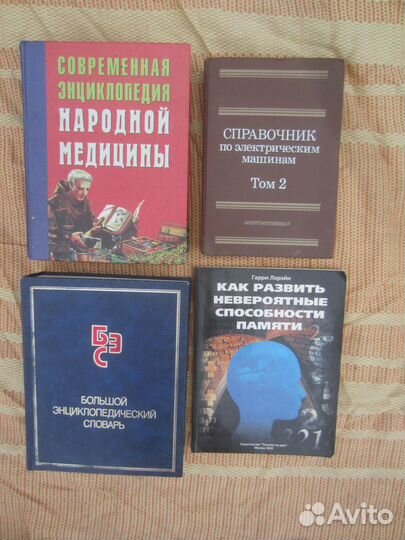 СОВРЕМЕННАЯ
ЭНЦИКЛОПЕДИЯ
НАРОДНОЙ
МЕДИЦИНЫ
СПРАВОЧНИК
по электрическим
машинам
Том 2
ЭНЕРГОАТОМИЗДАТ
БЭС
БОЛЬШОЙ
ЭНЦИКЛОПЕДИЧЕСКИЙ
СЛОВАРЬ
Гарри Лорэйн
КАК РАЗВИТЬ
НЕВЕРОЯТНЫЕ
СПОСОБНОСТИ
ПАМЯТИ
Avito